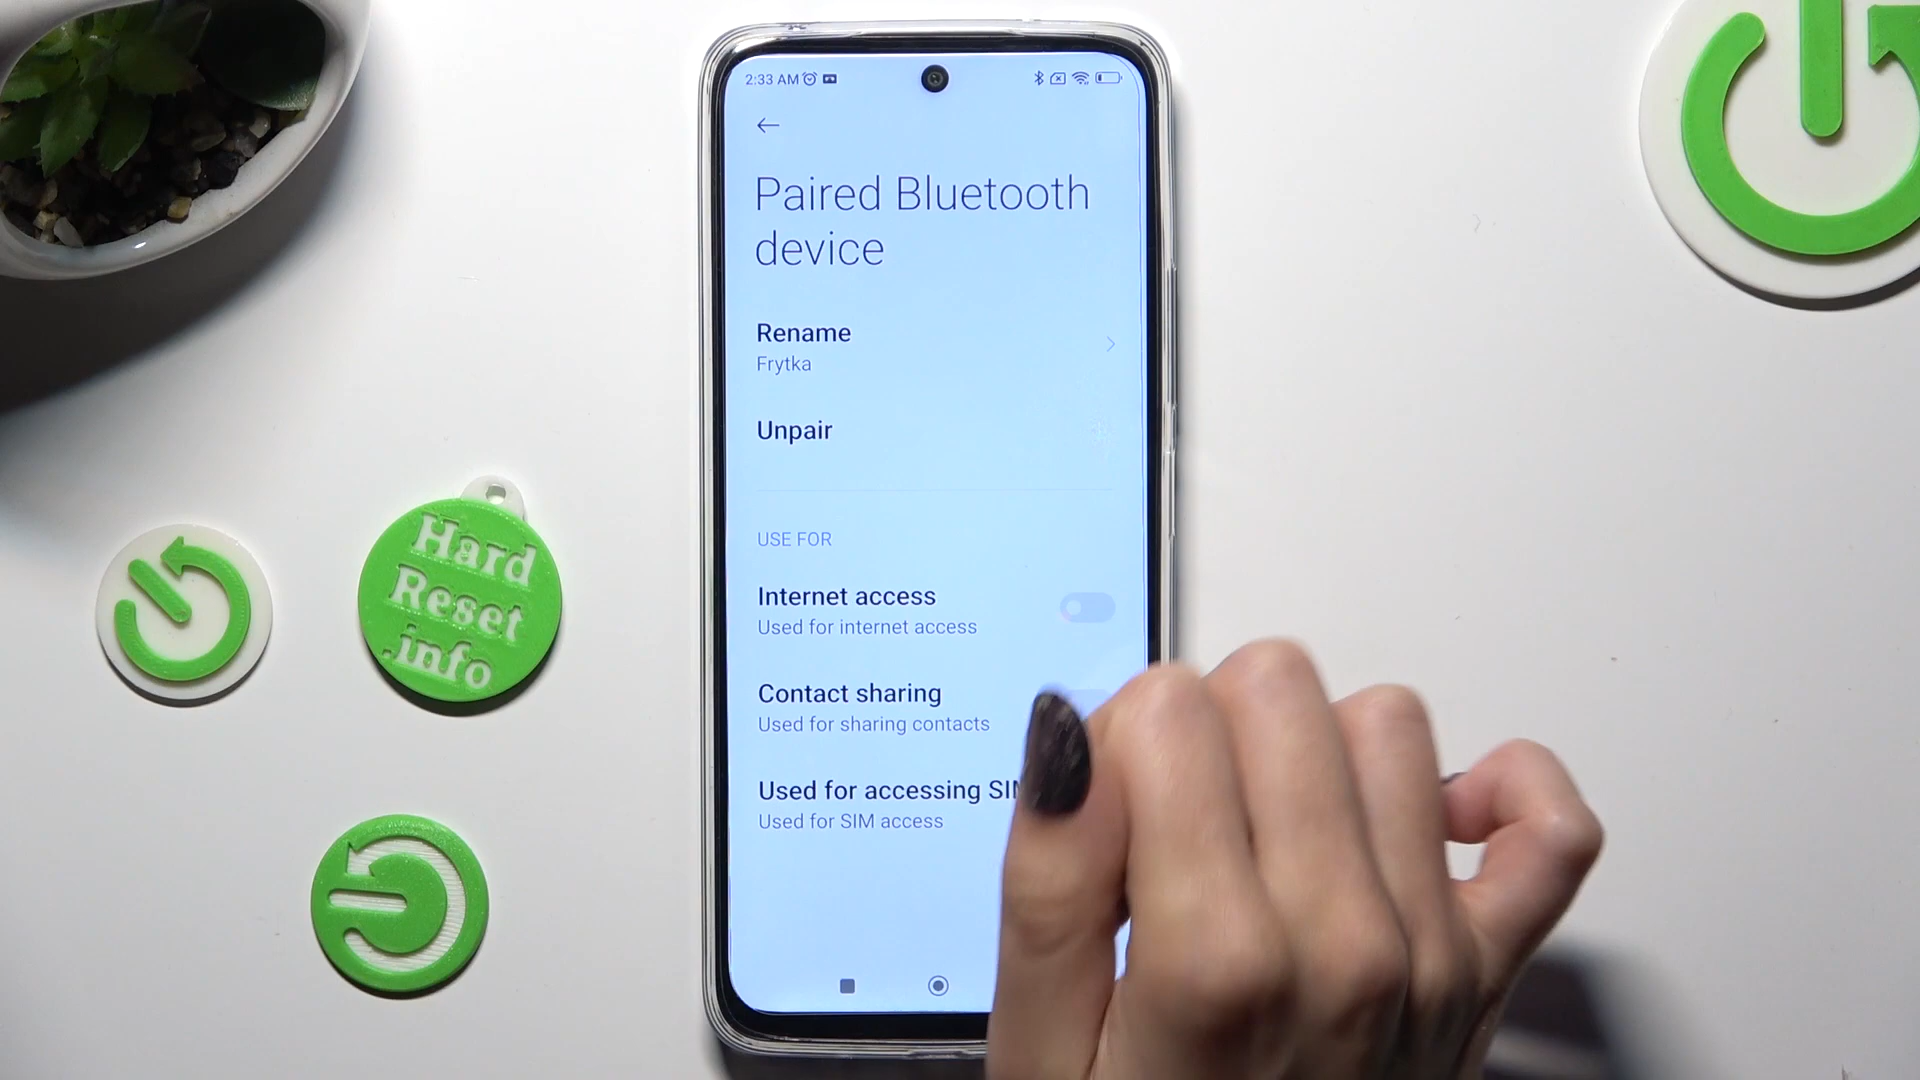 2:33 AM
Paired Bluetooth
device
Rename
Frytka
Unpair
USE FOR
Internet access
Used for internet access
Contact sharing
Used for sharing contacts
Used for accessing
Used for SIM access
Hard
Reset
.info